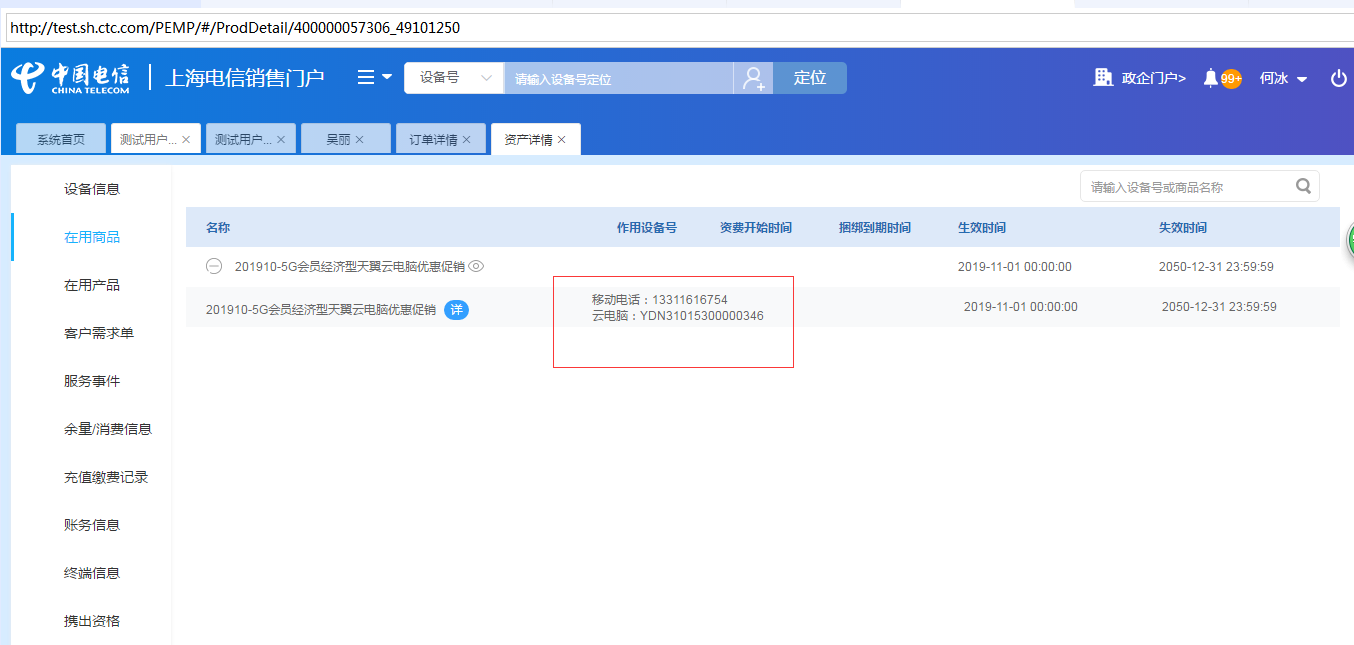 http://test.sh.ctc.com/PEMP/#/ProdDetail/400000057306_49101250
中国电信
CHINA TELECOM
上海电信销售门户
设备号
请输入设备号定位
定位
政企门户>
99+
何冰
系统首页
测试用户...
测试用户...
吴丽
订单详情
资产详情
设备信息
在用商品
在用产品
客户需求单
服务事件
余量/消费信息
充值缴费记录
账务信息
终端信息
携出资格
请输入设备号或商品名称
名称 作用设备号 资费开始时间 捆绑到期时间 生效时间 失效时间
201910-5G会员经济型天翼云电脑优惠促销 2019-11-01 00:00:00 2050-12-31 23:59:59
201910-5G会员经济型天翼云电脑优惠促销 详 移动电话：13311616754 2019-11-01 00:00:00 2050-12-31 23:59:59
云电脑：YDN31015300000346